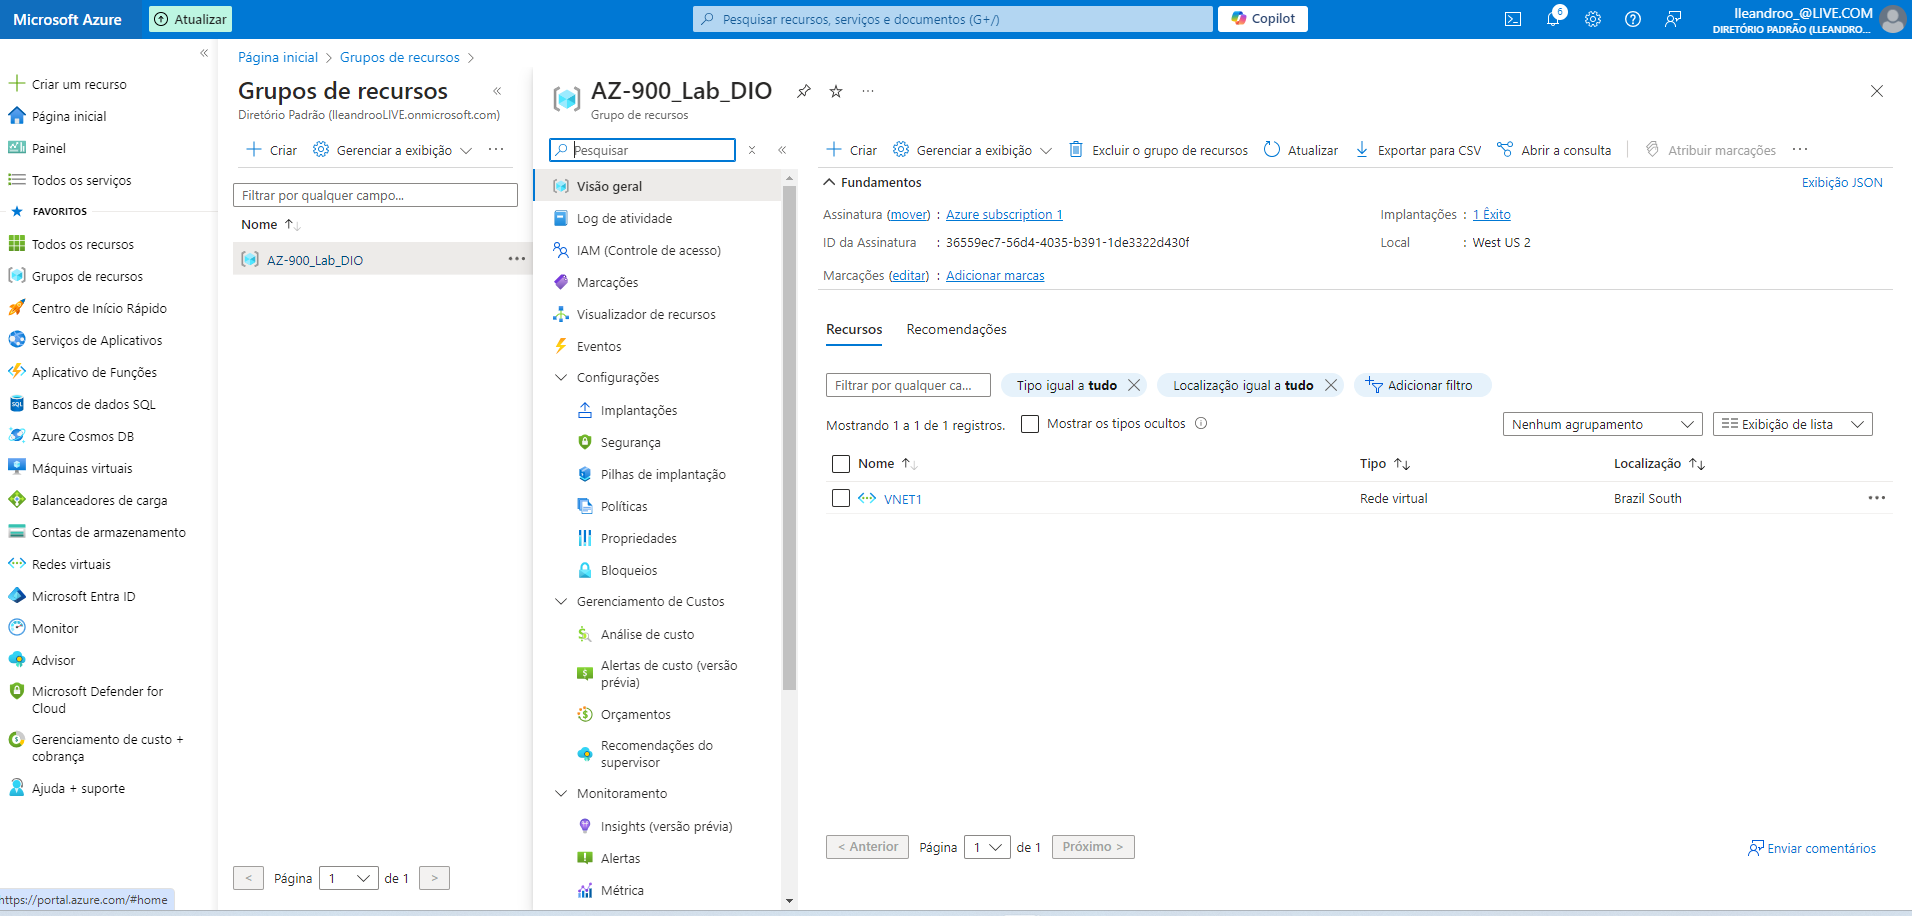 Microsoft Azure
Atualizar
Pesquisar recursos, serviços e documentos (G+/)
Copilot
6
lleandroo_@LIVE.COM
DIRETÓRIO PADRÃO (LLEANDRO...
Criar um recurso
Página inicial
Painel
Todos os serviços
FAVORITOS
Todos os recursos
Grupos de recursos
Centro de Início Rápido
Serviços de Aplicativos
Aplicativo de Funções
Bancos de dados SQL
Azure Cosmos DB
Máquinas virtuais
Balanceadores de carga
Contas de armazenamento
Redes virtuais
Microsoft Entra ID
Monitor
Advisor
Microsoft Defender for
Cloud
Gerenciamento de custo +
cobrança
Ajuda + suporte
https://portal.azure.com/#home
Página inicial > Grupos de recursos >
Grupos de recursos
Diretório Padrão (lleandrooLIVE.onmicrosoft.com)
Criar
Gerenciar a exibição
Filtrar por qualquer campo...
Nome
AZ-900_Lab_DIO
< Página 1 de 1 >
AZ-900_Lab_DIO
Grupo de recursos
Pesquisar
Visão geral
Log de atividade
IAM (Controle de acesso)
Marcações
Visualizador de recursos
Eventos
Configurações
Implantações
Segurança
Pilhas de implantação
Políticas
Propriedades
Bloqueios
Gerenciamento de Custos
Análise de custo
Alertas de custo (versão
prévia)
Orçamentos
Recomendações do
supervisor
Monitoramento
Insights (versão prévia)
Alertas
Métrica
Criar
Gerenciar a exibição
Excluir o grupo de recursos
Atualizar
Exportar para CSV
Abrir a consulta
Atribuir marcações
Fundamentos
Exibição JSON
Assinatura (mover) : Azure subscription 1
ID da Assinatura : 36559ec7-56d4-4035-b391-1de3322d430f
Marcações (editar) : Adicionar marcas
Implantações : 1 Êxito
Local : West US 2
Recursos
Recomendações
Filtrar por qualquer ca...
Tipo igual a tudo
Localização igual a tudo
Adicionar filtro
Mostrando 1 a 1 de 1 registros.
Mostrar os tipos ocultos
Nenhum agrupamento
Exibição de lista
Nome
Tipo
Localização
VNET1
Rede virtual
Brazil South
< Anterior Página 1 de 1 Próximo >
Enviar comentários